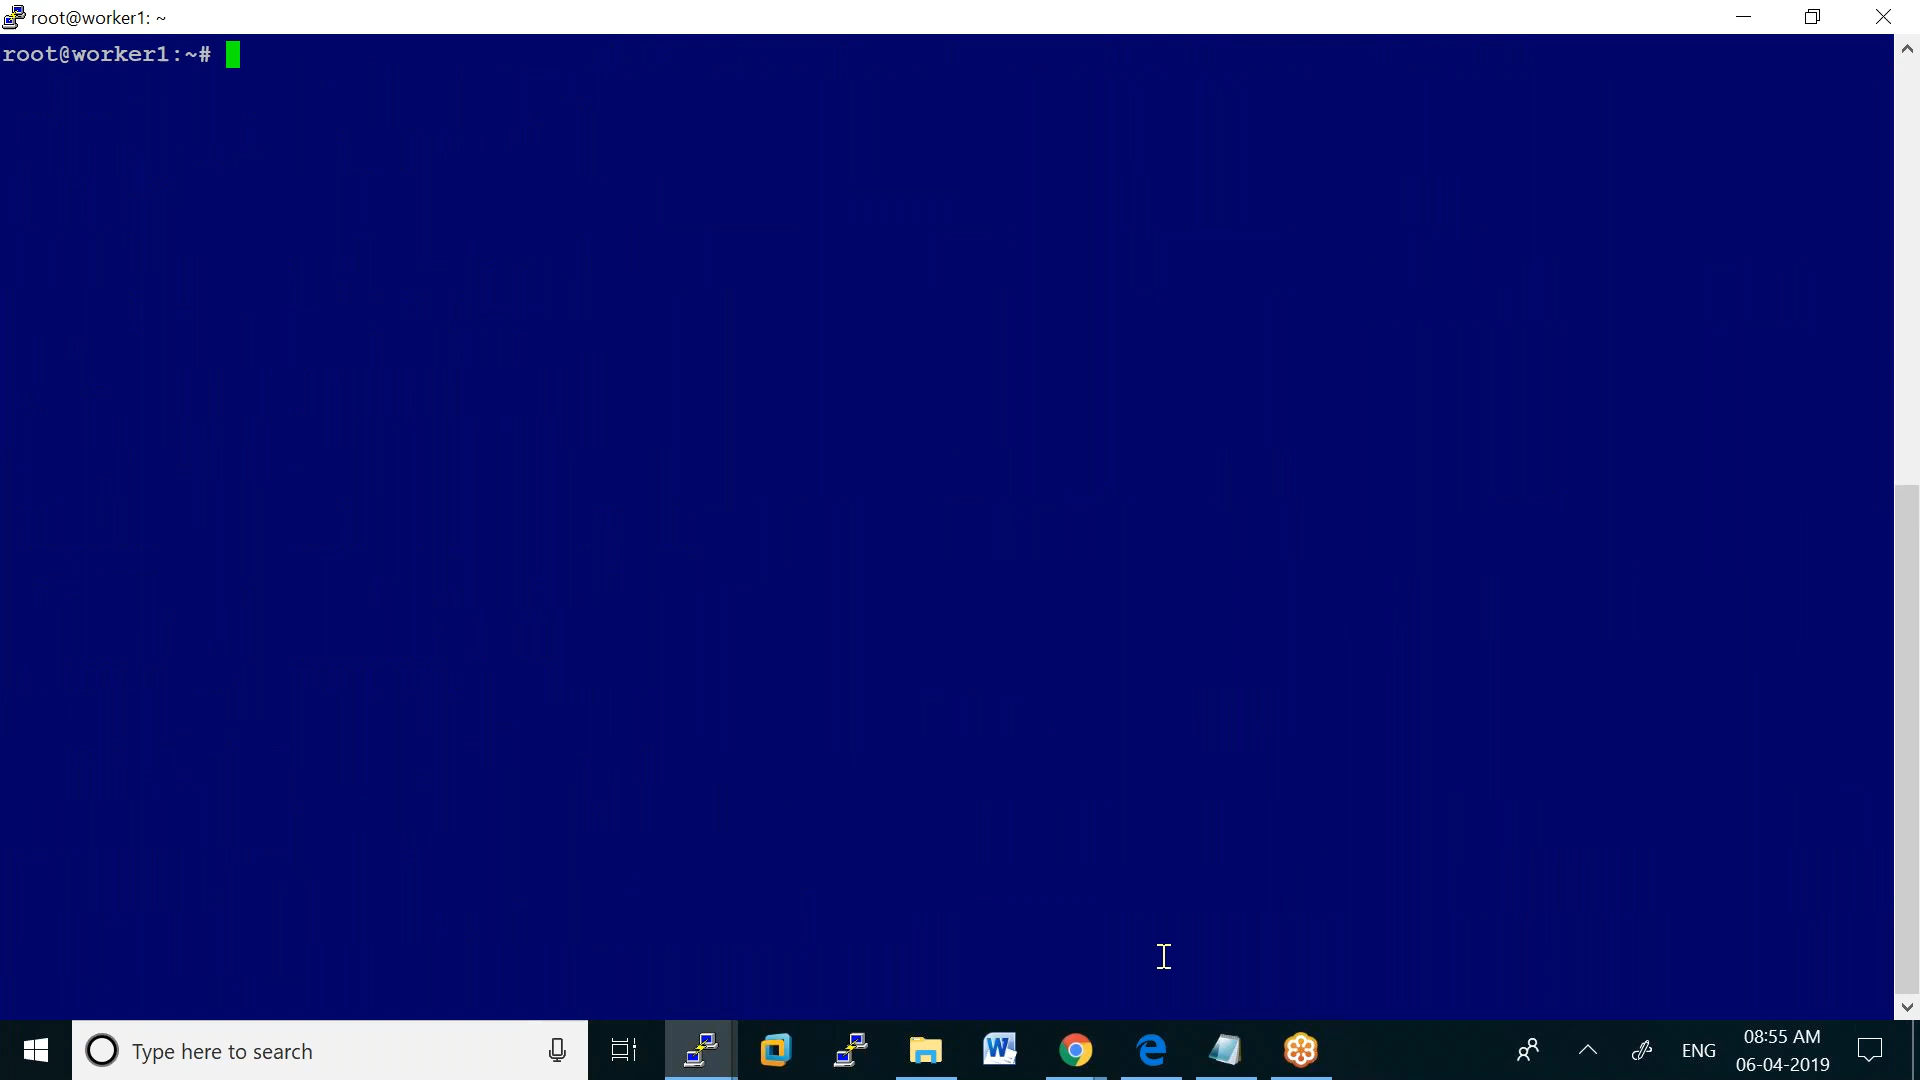 root@worker1: ~
root@worker1:~#
Type here to search
ENG
08:55 AM
06-04-2019